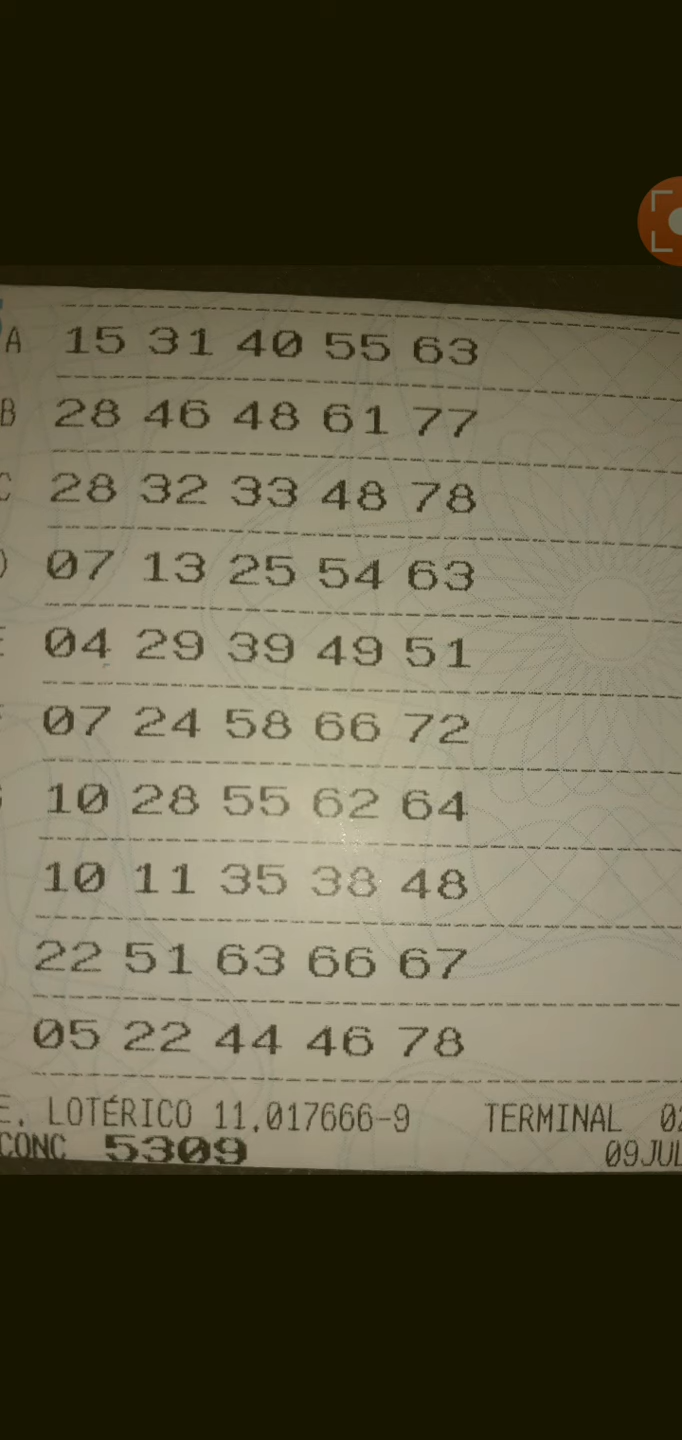 A 15 31 40 55 63
B 28 46 48 61 77
C 28 32 33 48 78
07 13 25 54 63
04 29 39 49 51
07 24 58 66 72
10 28 55 62 64
10 11 35 38 48
22 51 63 66 67
05 22 44 46 78
E. LOTÉRICO 11.017666-9 TERMINAL 02
CONC 5309 09JUL